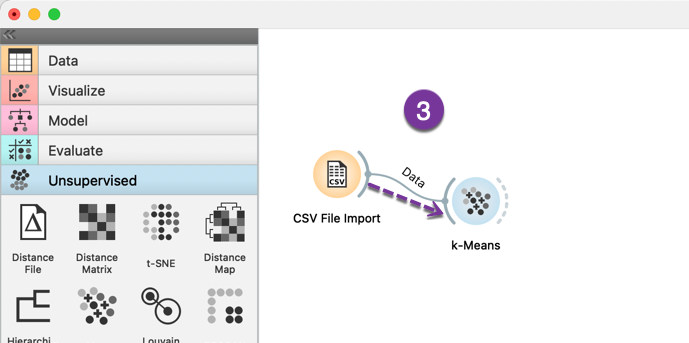 Data
Visualize
Model
Evaluate
Unsupervised
Distance
File
Distance
Matrix
t-SNE
Distance
Map
Louvain
3
CSV
Data
CSV File Import
k-Means